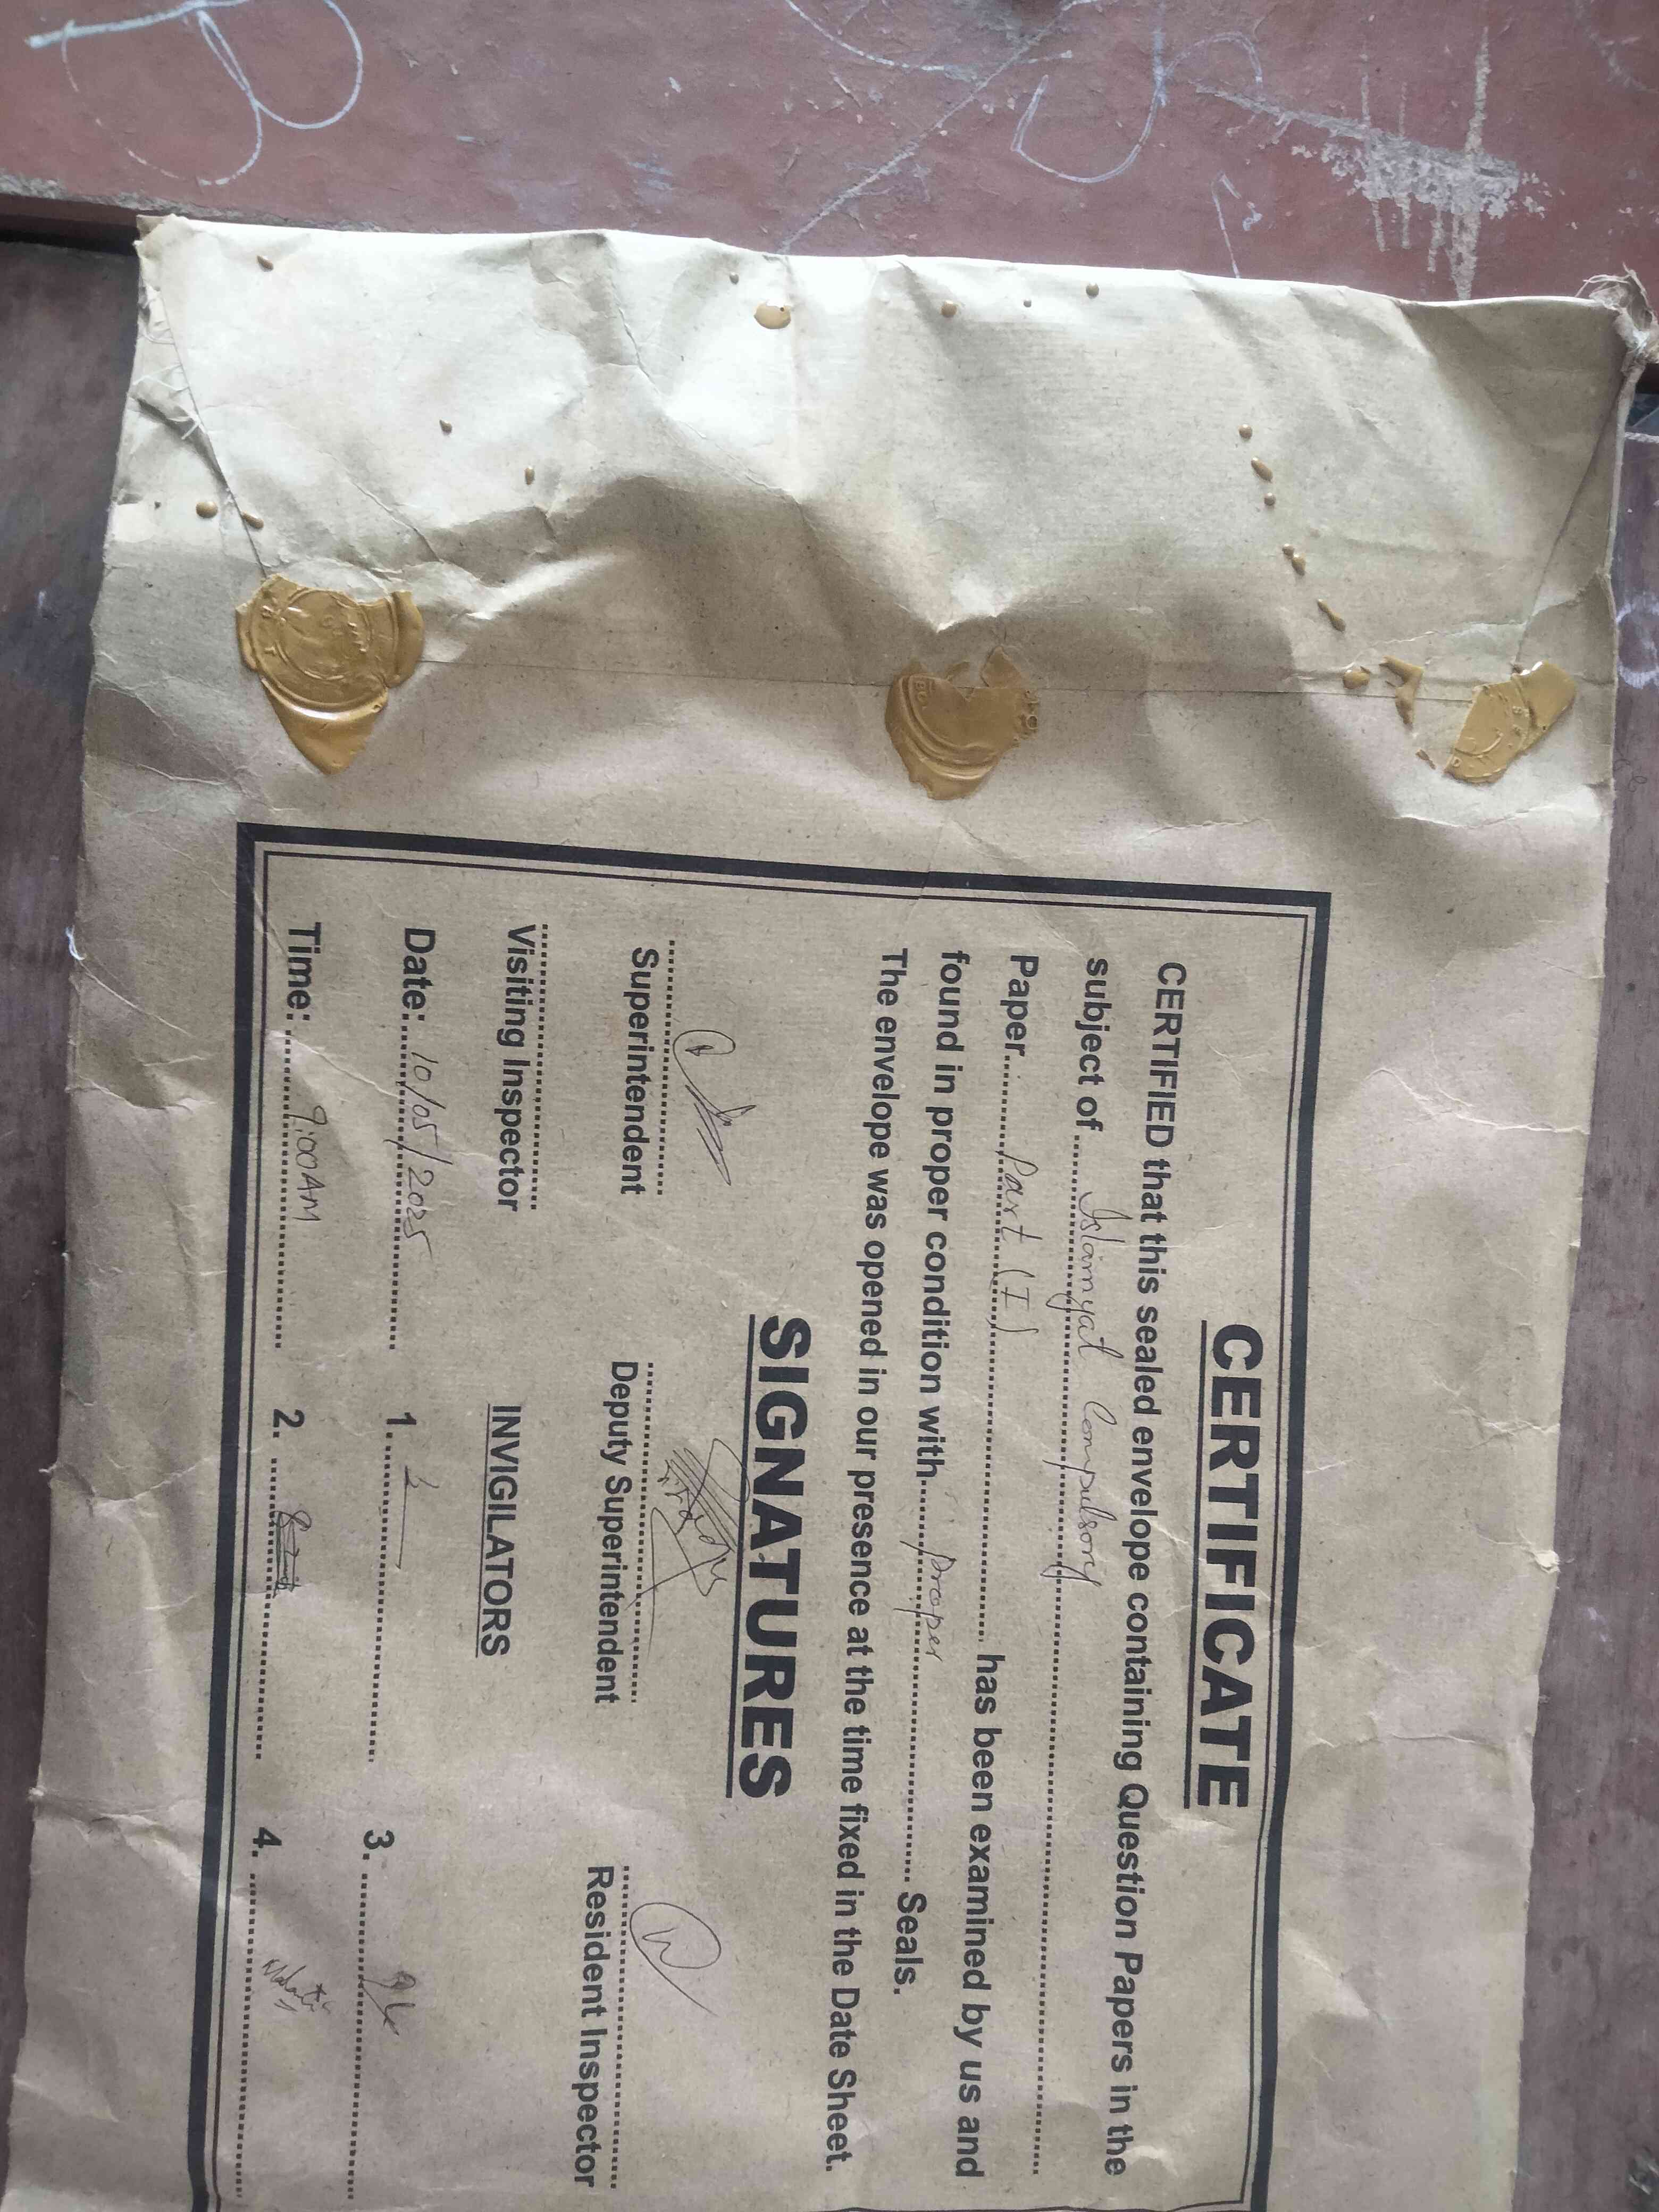 CERTIFICATE
CERTIFIED that this sealed envelope containing Question Papers in the
subject of Islamyat Compulsory
Paper Part (I) has been examined by us and
found in proper condition with proper Seals.
The envelope was opened in our presence at the time fixed in the Date Sheet.
SIGNATURES
Superintendent Deputy Superintendent Resident Inspector
Visiting Inspector INVIGILATORS
Date: 10/05/2025 1. 3.
Time: 9:00AM 2. 4.